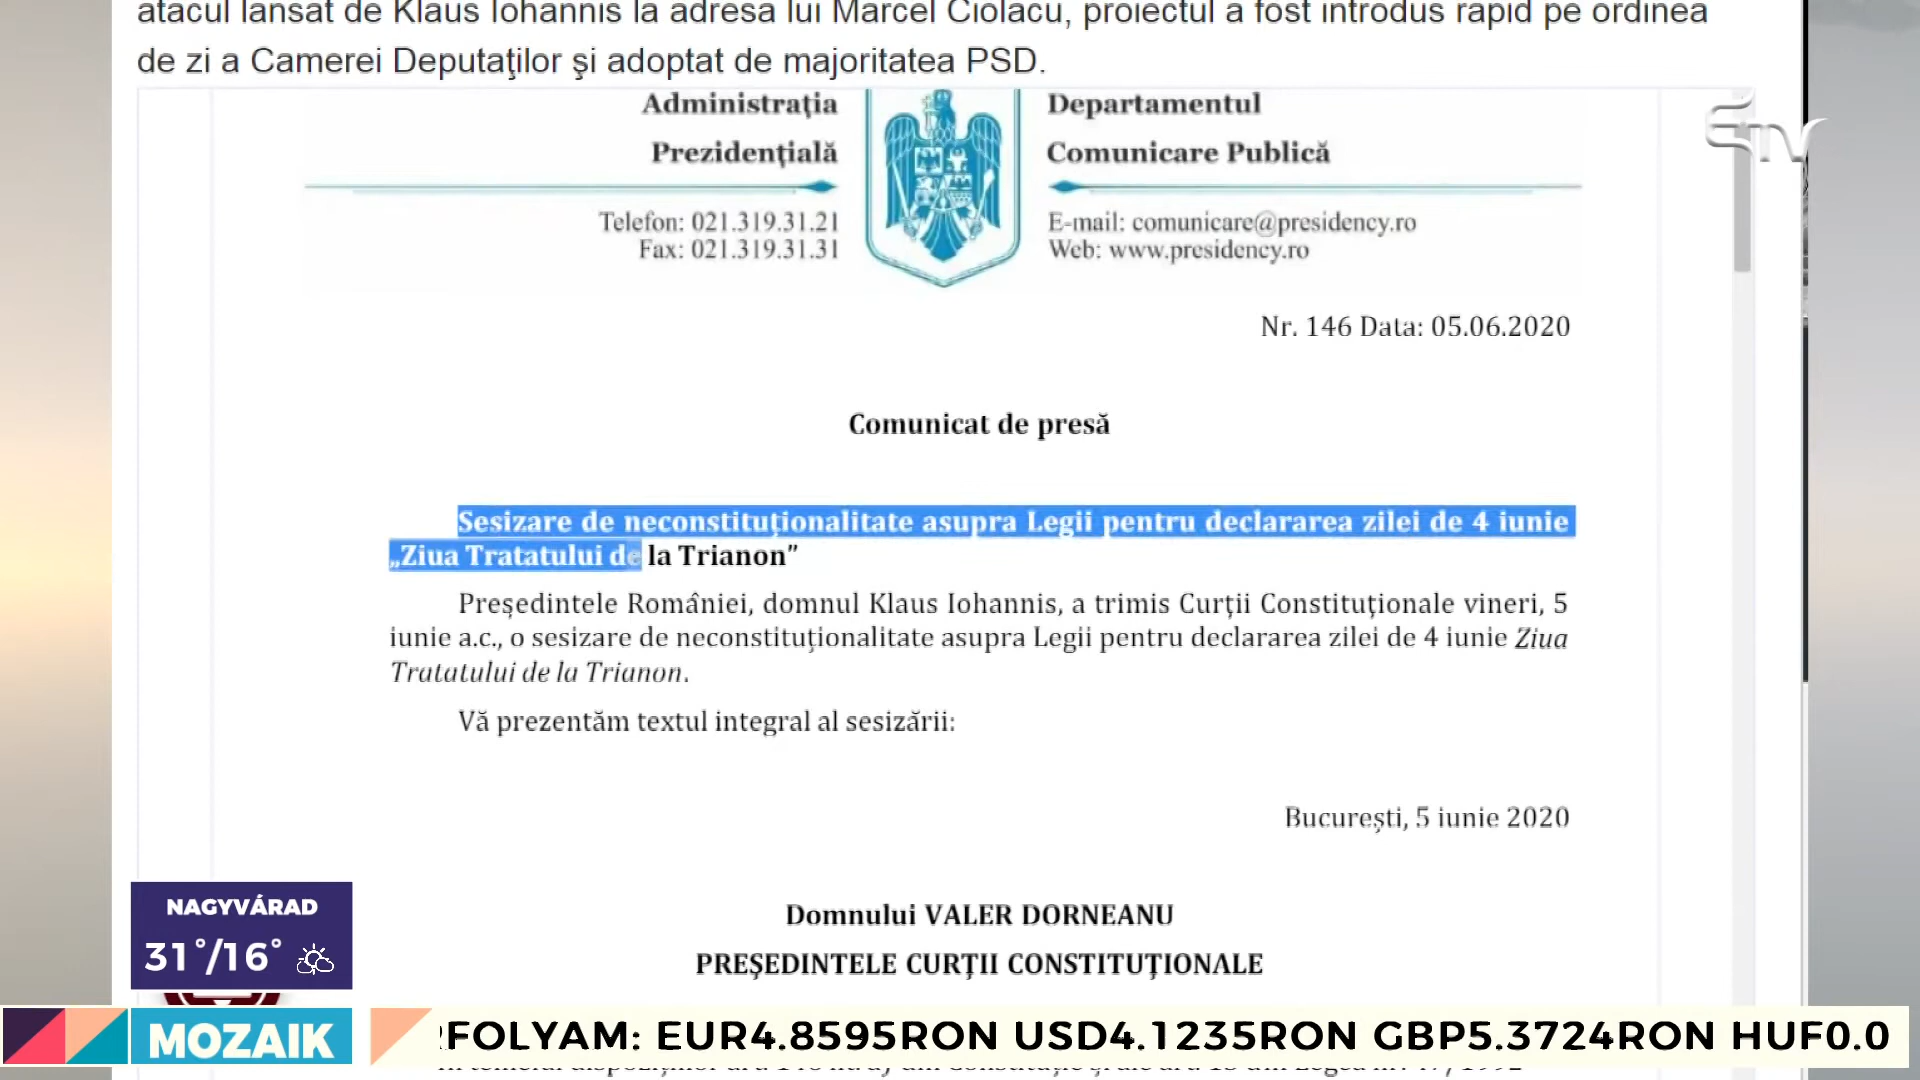 atacul lansat de Klaus Iohannis la adresa lui Marcel Ciolacu, proiectul a fost introdus rapid pe ordinea
de zi a Camerei Deputaţilor şi adoptat de majoritatea PSD.
Administrația
Prezidențială
Departamentul
Comunicare Publică
Telefon: 021.319.31.21
Fax: 021.319.31.31
E-mail: comunicare@presidency.ro
Web: www.presidency.ro
ETV
Nr. 146 Data: 05.06.2020
Comunicat de presă
Sesizare de neconstituționalitate asupra Legii pentru declararea zilei de 4 iunie
„Ziua Tratatului de la Trianon”
Președintele României, domnul Klaus Iohannis, a trimis Curții Constituționale vineri, 5
iunie a.c., o sesizare de neconstituționalitate asupra Legii pentru declararea zilei de 4 iunie Ziua
Tratatului de la Trianon.
Vă prezentăm textul integral al sesizării:
București, 5 iunie 2020
Domnului VALER DORNEANU
PREȘEDINTELE CURȚII CONSTITUȚIONALE
NAGYVÁRAD
31°/16°
MOZAIK
RFOLYAM: EUR4.8595RON USD4.1235RON GBP5.3724RON HUF0.0